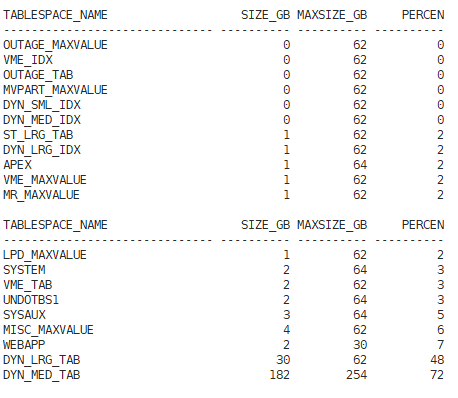 TABLESPACE_NAME                   SIZE_GB MAXSIZE_GB     PERCEN
------------------------------ ---------- ---------- ----------
OUTAGE_MAXVALUE                         0         62          0
VME_IDX                                 0         62          0
OUTAGE_TAB                              0         62          0
MVPART_MAXVALUE                         0         62          0
DYN_SML_IDX                             0         62          0
DYN_MED_IDX                             0         62          0
ST_LRG_TAB                              1         62          2
DYN_LRG_IDX                             1         62          2
APEX                                    1         64          2
VME_MAXVALUE                            1         62          2
MR_MAXVALUE                             1         62          2

TABLESPACE_NAME                   SIZE_GB MAXSIZE_GB     PERCEN
------------------------------ ---------- ---------- ----------
LPD_MAXVALUE                            1         62          2
SYSTEM                                  2         64          3
VME_TAB                                 2         62          3
UNDOTBS1                                2         64          3
SYSAUX                                  3         64          5
MISC_MAXVALUE                           4         62          6
WEBAPP                                  2         30          7
DYN_LRG_TAB                            30         62         48
DYN_MED_TAB                           182        254         72